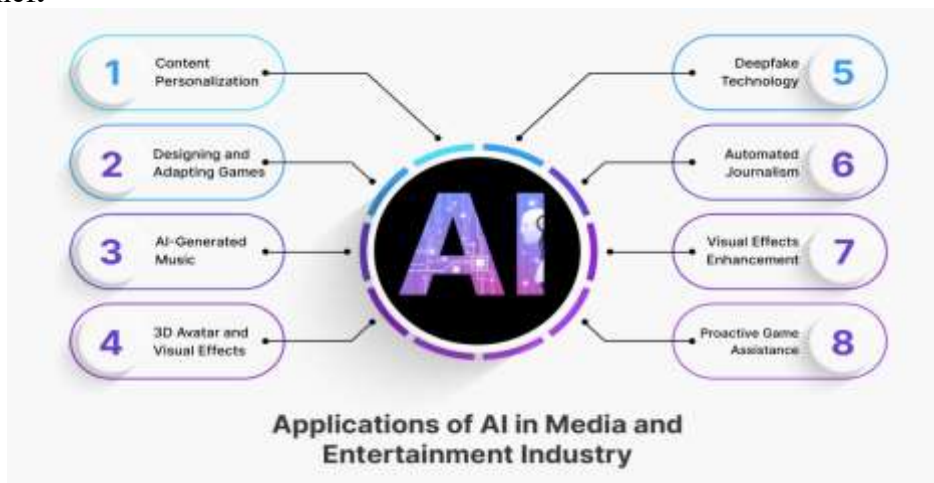 1
Content
Personalization
2
Designing and
Adapting Games
3
AI-Generated
Music
4
3D Avatar and
Visual Effects
AI
Deepfake
Technology
5
Automated
Journalism
6
Visual Effects
Enhancement
7
Proactive Game
Assistance
8
Applications of AI in Media and
Entertainment Industry